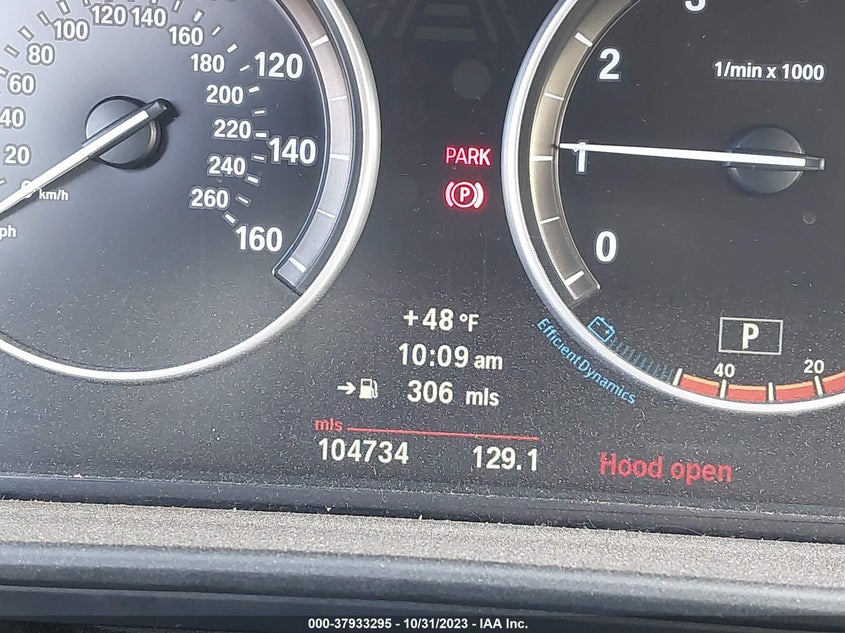 20
40
60
80
100
120
140
160
180
200
220
240
260
km/h
120
140
160
3
2
1
0
1/min x 1000
PARK
P
+48 °F
10:09 am
306 mls
mls
104734 129.1
P
EfficientDynamics
40 20
Hood open
000-37933295 - 10/31/2023 - IAA Inc.